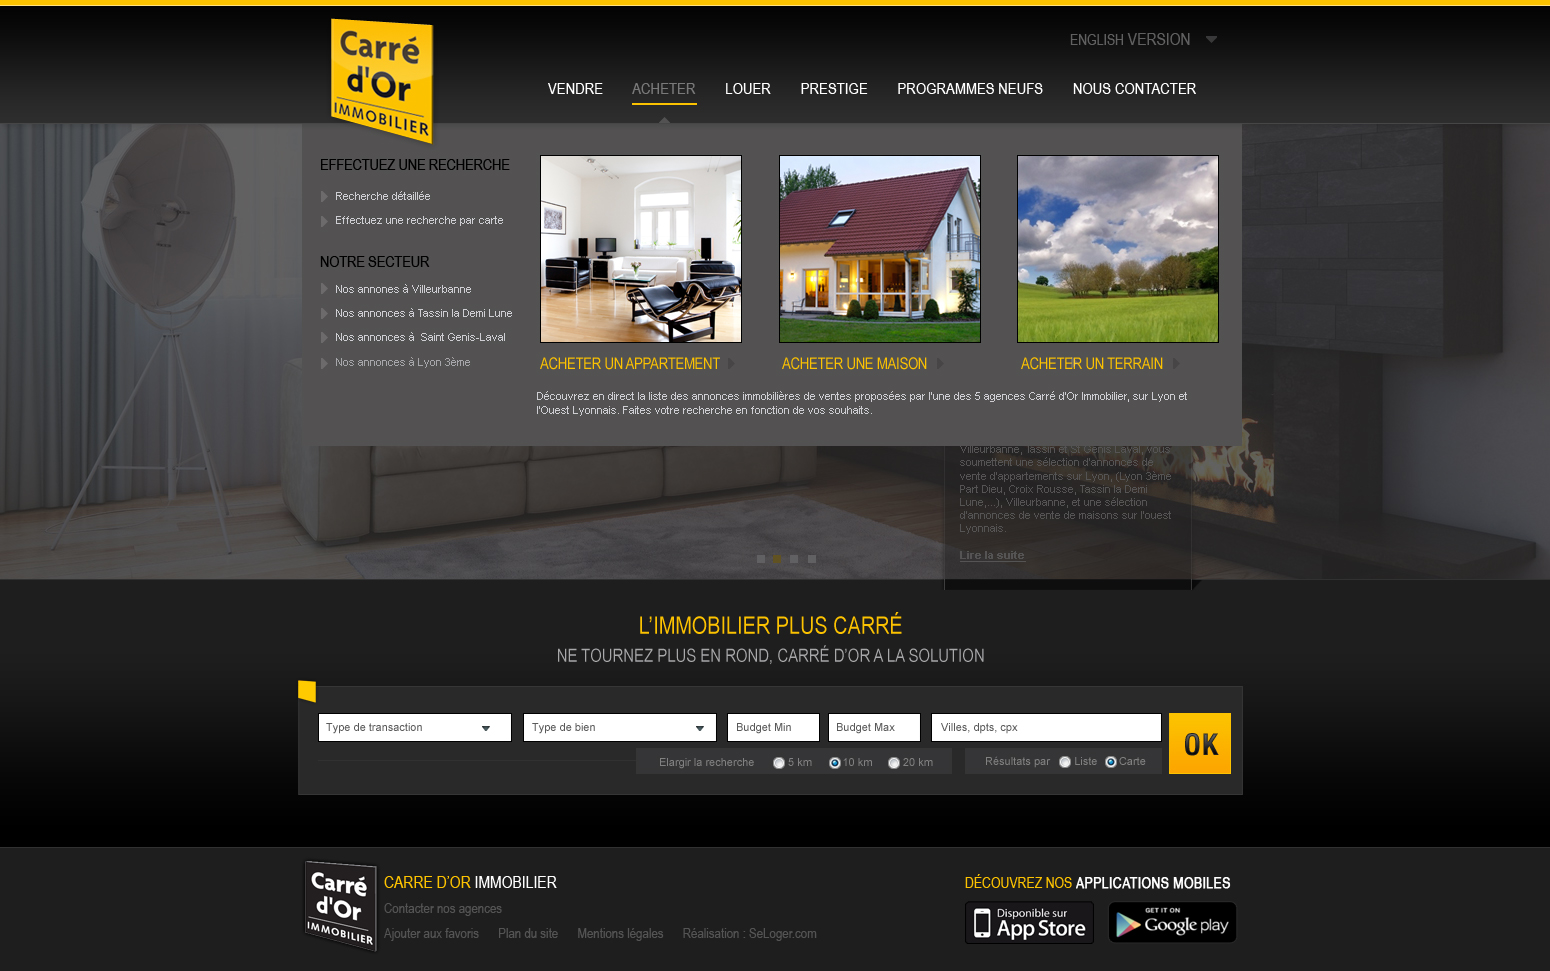 Carré
d'Or
IMMOBILIER
ENGLISH VERSION
VENDRE ACHETER LOUER PRESTIGE PROGRAMMES NEUFS NOUS CONTACTER
EFFECTUEZ UNE RECHERCHE
Recherche détaillée
Effectuez une recherche par carte
NOTRE SECTEUR
Nos annones à Villeurbanne
Nos annonces à Tassin la Demi Lune
Nos annonces à Saint Genis-Laval
Nos annonces à Lyon 3ème
ACHETER UN APPARTEMENT
ACHETER UNE MAISON
ACHETER UN TERRAIN
Découvrez en direct la liste des annonces immobilières de ventes proposées par l'une des 5 agences Carré d'Or Immobilier, sur Lyon et
l'Ouest Lyonnais. Faites votre recherche en fonction de vos souhaits.
Villeurbanne, Tassin et St Genis Laval, vous
soumettent une sélection d'annonces de
vente d'appartements sur Lyon, (Lyon 3ème
Part Dieu, Croix Rousse, Tassin la Demi
Lune,...), Villeurbanne, et une sélection
d'annonces de vente de maisons sur l'ouest
Lyonnais.
Lire la suite
L'IMMOBILIER PLUS CARRÉ
NE TOURNEZ PLUS EN ROND, CARRÉ D'OR A LA SOLUTION
Type de transaction Type de bien Budget Min Budget Max Villes, dpts, cpx
OK
Elargir la recherche 5 km 10 km 20 km Résultats par Liste Carte
Carré
d'Or
IMMOBILIER
CARRE D'OR IMMOBILIER
Contacter nos agences
Ajouter aux favoris Plan du site Mentions légales Réalisation : SeLoger.com
DÉCOUVREZ NOS APPLICATIONS MOBILES
Disponible sur
App Store
GET IT ON
Google play